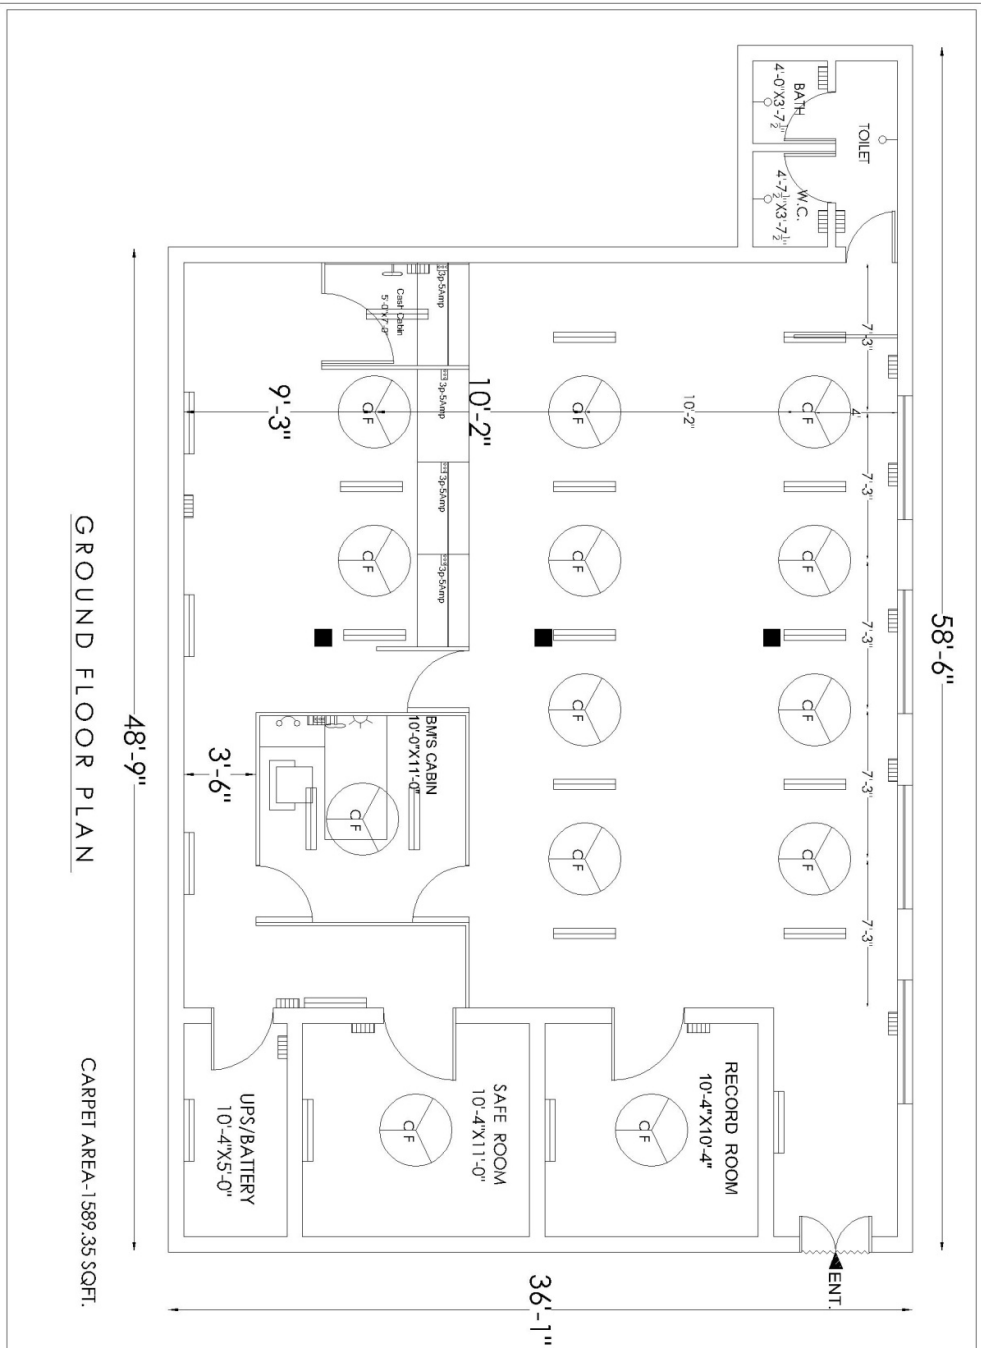 58'-6"
BATH
4'-0"X3'-7½"
TOILET
W.C.
4'-7½"X3'-7½"
7'-3"
7'-3"
7'-3"
7'-3"
7'-3"
4'
10'-2"
10'-2"
9'-3"
3p-5Amp
3p-5Amp
3p-5Amp
3p-5Amp
Cash Cabin
5'-0"X7'-0"
CF
CF
CF
CF
CF
CF
CF
CF
CF
CF
CF
CF
CF
BM'S CABIN
10'-0"X11'-0"
3'-6"
RECORD ROOM
10'-4"X10'-4"
SAFE ROOM
10'-4"X11'-0"
UPS/BATTERY
10'-4"X5'-0"
ENT.
36'-1"
48'-9"
GROUND FLOOR PLAN
CARPET AREA-1589.35 SQFT.